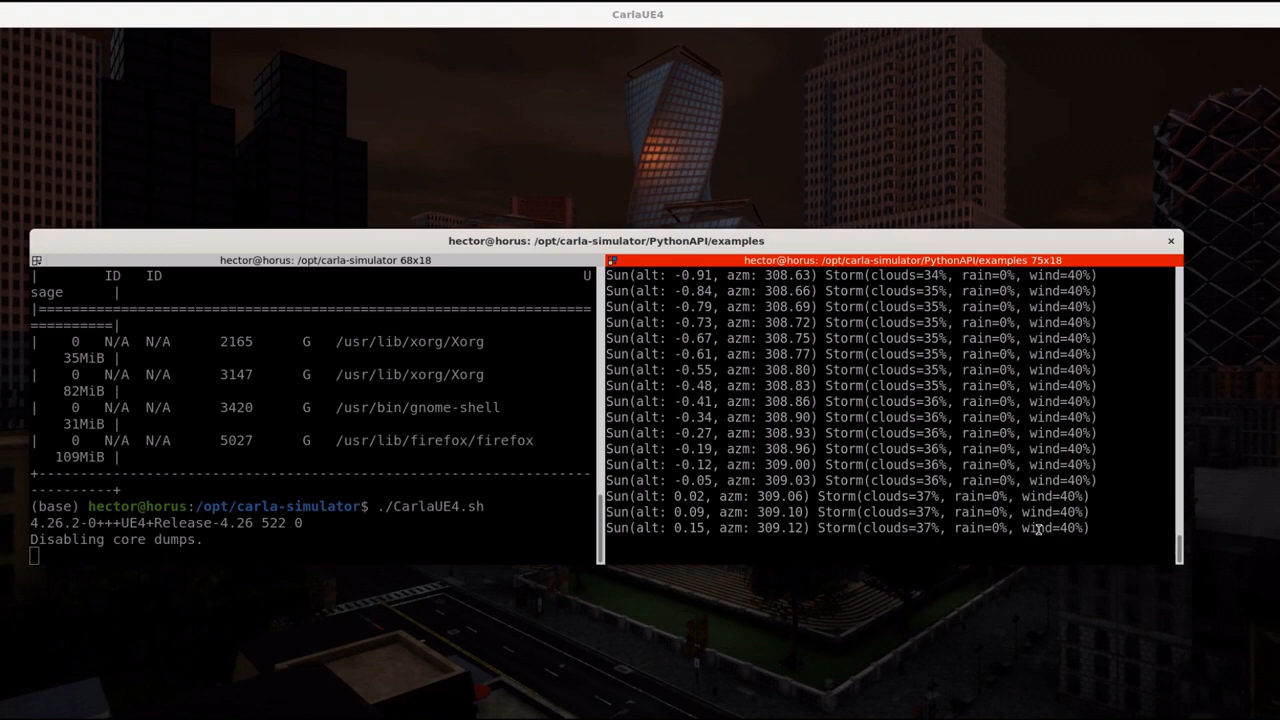 CarlaUE4
hector@horus: /opt/carla-simulator/PythonAPI/examples
×
hector@horus: /opt/carla-simulator 68x18
|        ID   ID                                                        U
sage      |
|=========================================================================
==========|
|    0   N/A  N/A      2165      G   /usr/lib/xorg/Xorg
    35MiB |
|    0   N/A  N/A      3147      G   /usr/lib/xorg/Xorg
    82MiB |
|    0   N/A  N/A      3420      G   /usr/bin/gnome-shell
    31MiB |
|    0   N/A  N/A      5027      G   /usr/lib/firefox/firefox
   109MiB |
+-------------------------------------------------------------------------
----------+
(base) hector@horus:/opt/carla-simulator$ ./CarlaUE4.sh
4.26.2-0+++UE4+Release-4.26 522 0
Disabling core dumps.
hector@horus: /opt/carla-simulator/PythonAPI/examples 75x18
Sun(alt: -0.91, azm: 308.63) Storm(clouds=34%, rain=0%, wind=40%)
Sun(alt: -0.84, azm: 308.66) Storm(clouds=35%, rain=0%, wind=40%)
Sun(alt: -0.79, azm: 308.69) Storm(clouds=35%, rain=0%, wind=40%)
Sun(alt: -0.73, azm: 308.72) Storm(clouds=35%, rain=0%, wind=40%)
Sun(alt: -0.67, azm: 308.75) Storm(clouds=35%, rain=0%, wind=40%)
Sun(alt: -0.61, azm: 308.77) Storm(clouds=35%, rain=0%, wind=40%)
Sun(alt: -0.55, azm: 308.80) Storm(clouds=35%, rain=0%, wind=40%)
Sun(alt: -0.48, azm: 308.83) Storm(clouds=35%, rain=0%, wind=40%)
Sun(alt: -0.41, azm: 308.86) Storm(clouds=36%, rain=0%, wind=40%)
Sun(alt: -0.34, azm: 308.90) Storm(clouds=36%, rain=0%, wind=40%)
Sun(alt: -0.27, azm: 308.93) Storm(clouds=36%, rain=0%, wind=40%)
Sun(alt: -0.19, azm: 308.96) Storm(clouds=36%, rain=0%, wind=40%)
Sun(alt: -0.12, azm: 309.00) Storm(clouds=36%, rain=0%, wind=40%)
Sun(alt: -0.05, azm: 309.03) Storm(clouds=36%, rain=0%, wind=40%)
Sun(alt: 0.02, azm: 309.06) Storm(clouds=37%, rain=0%, wind=40%)
Sun(alt: 0.09, azm: 309.10) Storm(clouds=37%, rain=0%, wind=40%)
Sun(alt: 0.15, azm: 309.12) Storm(clouds=37%, rain=0%, wind=40%)